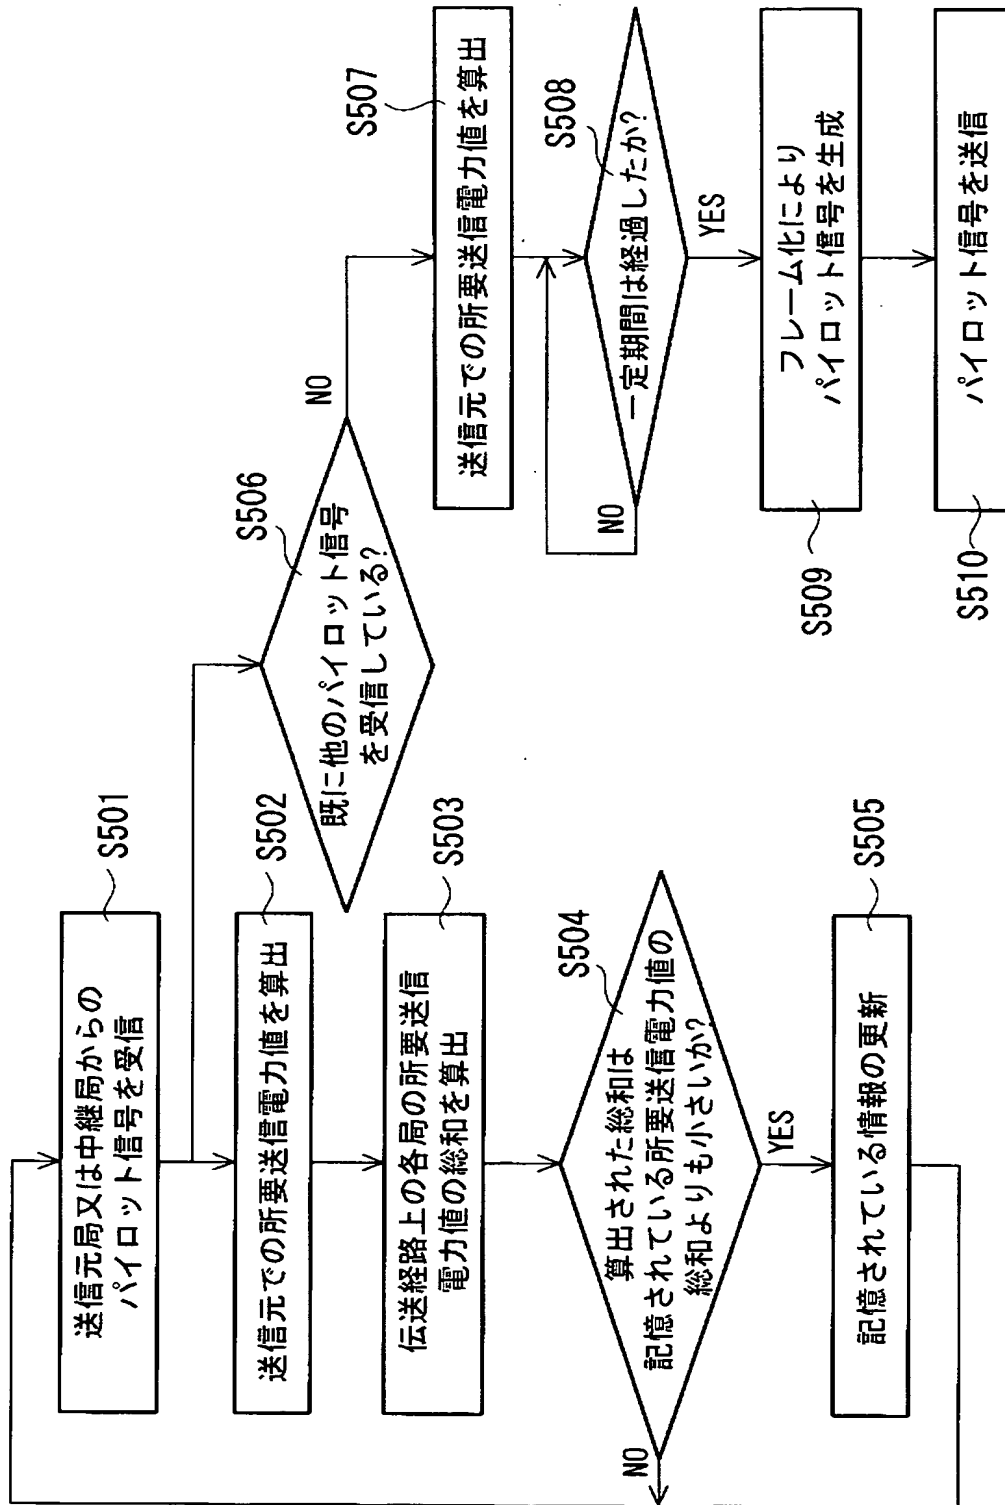 送信元局又は中継局からの
パイロット信号を受信
S501
送信元での所要送信電力値を算出
S502
伝送経路上の各局の所要送信
電力値の総和を算出
S503
算出された総和は
記憶されている所要送信電力値の
総和よりも小さいか?
S504
NO
YES
記憶されている情報の更新
S505
既に他のパイロット信号
を受信している?
S506
NO
送信元での所要送信電力値を算出
S507
一定期間は経過したか?
S508
NO
YES
フレーム化により
パイロット信号を生成
S509
パイロット信号を送信
S510